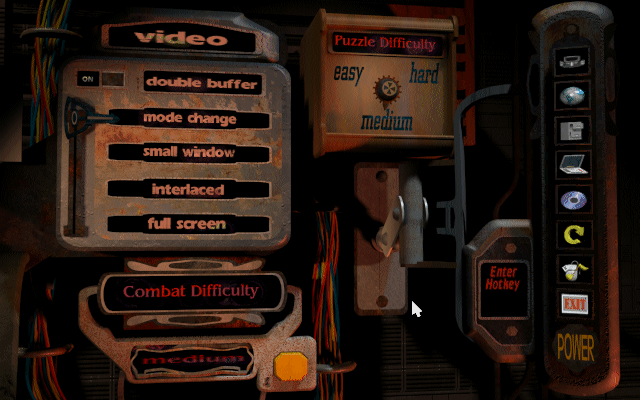 video
ON
double buffer
mode change
small window
interlaced
full screen
Puzzle Difficulty
easy
hard
medium
Combat Difficulty
medium
Enter
Hotkey
EXIT
POWER